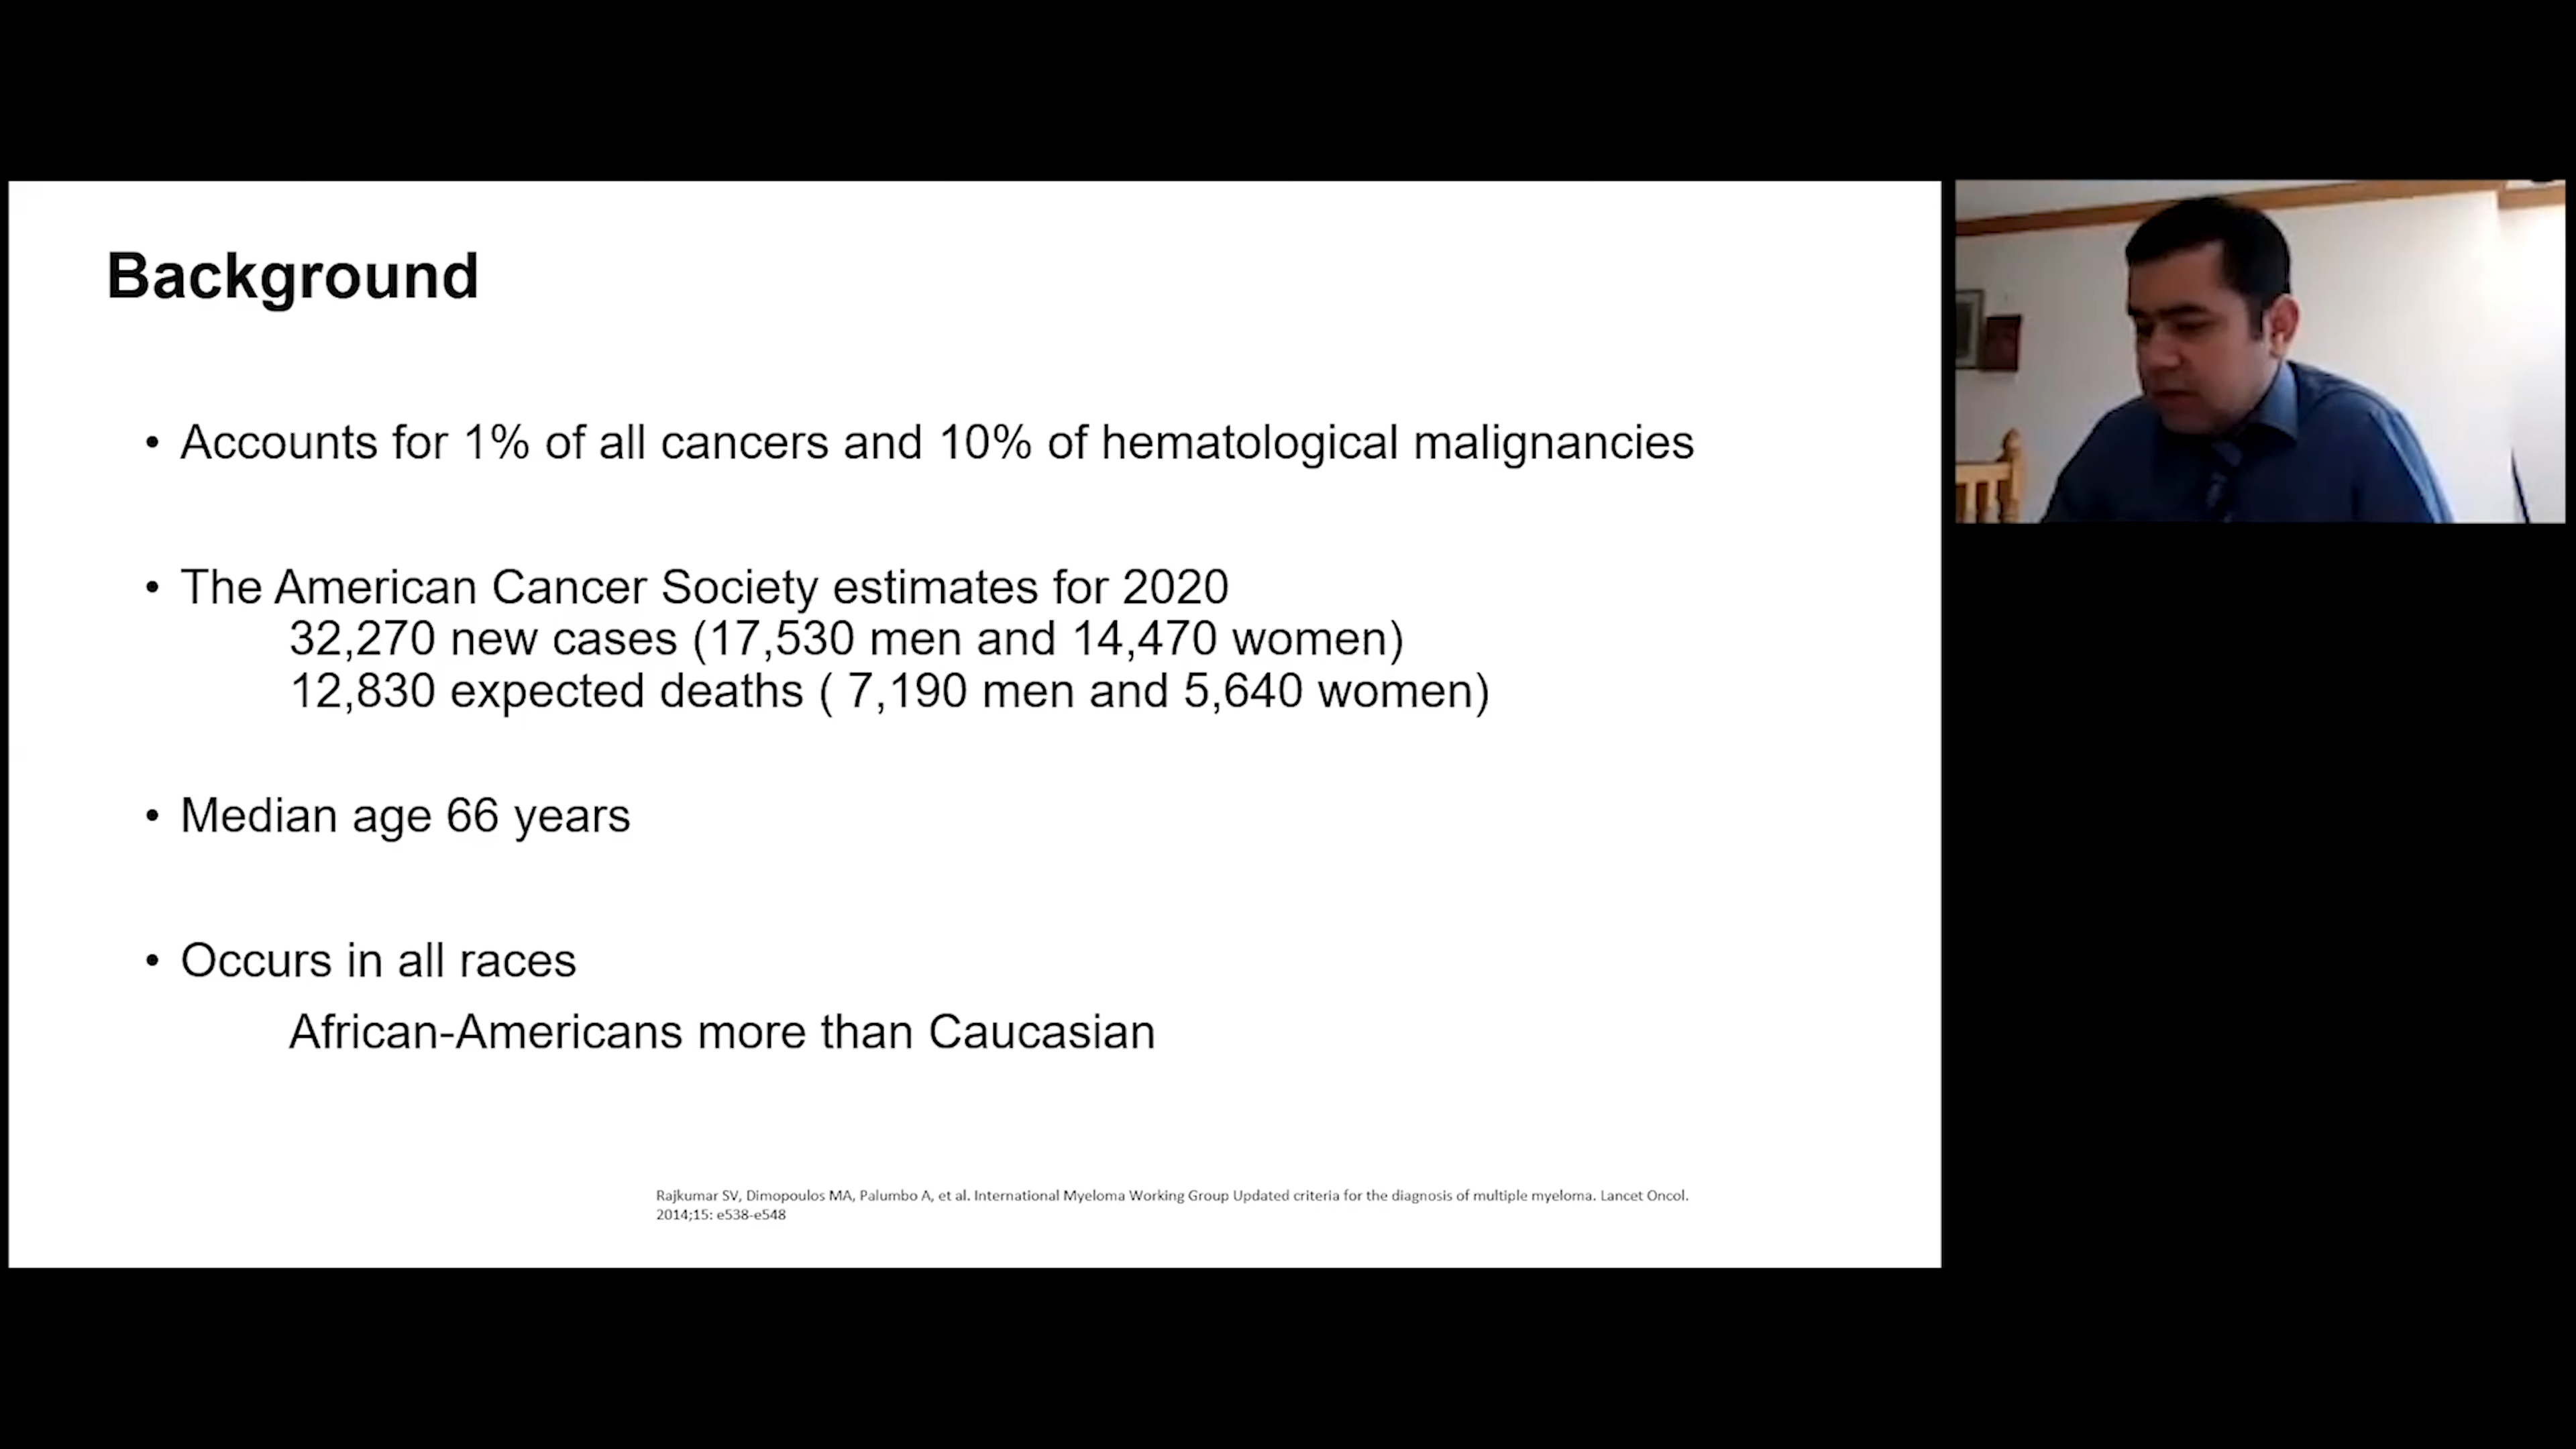 Background
• Accounts for 1% of all cancers and 10% of hematological malignancies
• The American Cancer Society estimates for 2020
32,270 new cases (17,530 men and 14,470 women)
12,830 expected deaths ( 7,190 men and 5,640 women)
• Median age 66 years
• Occurs in all races
African-Americans more than Caucasian
Rajkumar SV, Dimopoulos MA, Palumbo A, et al. International Myeloma Working Group Updated criteria for the diagnosis of multiple myeloma. Lancet Oncol.
2014;15: e538-e548